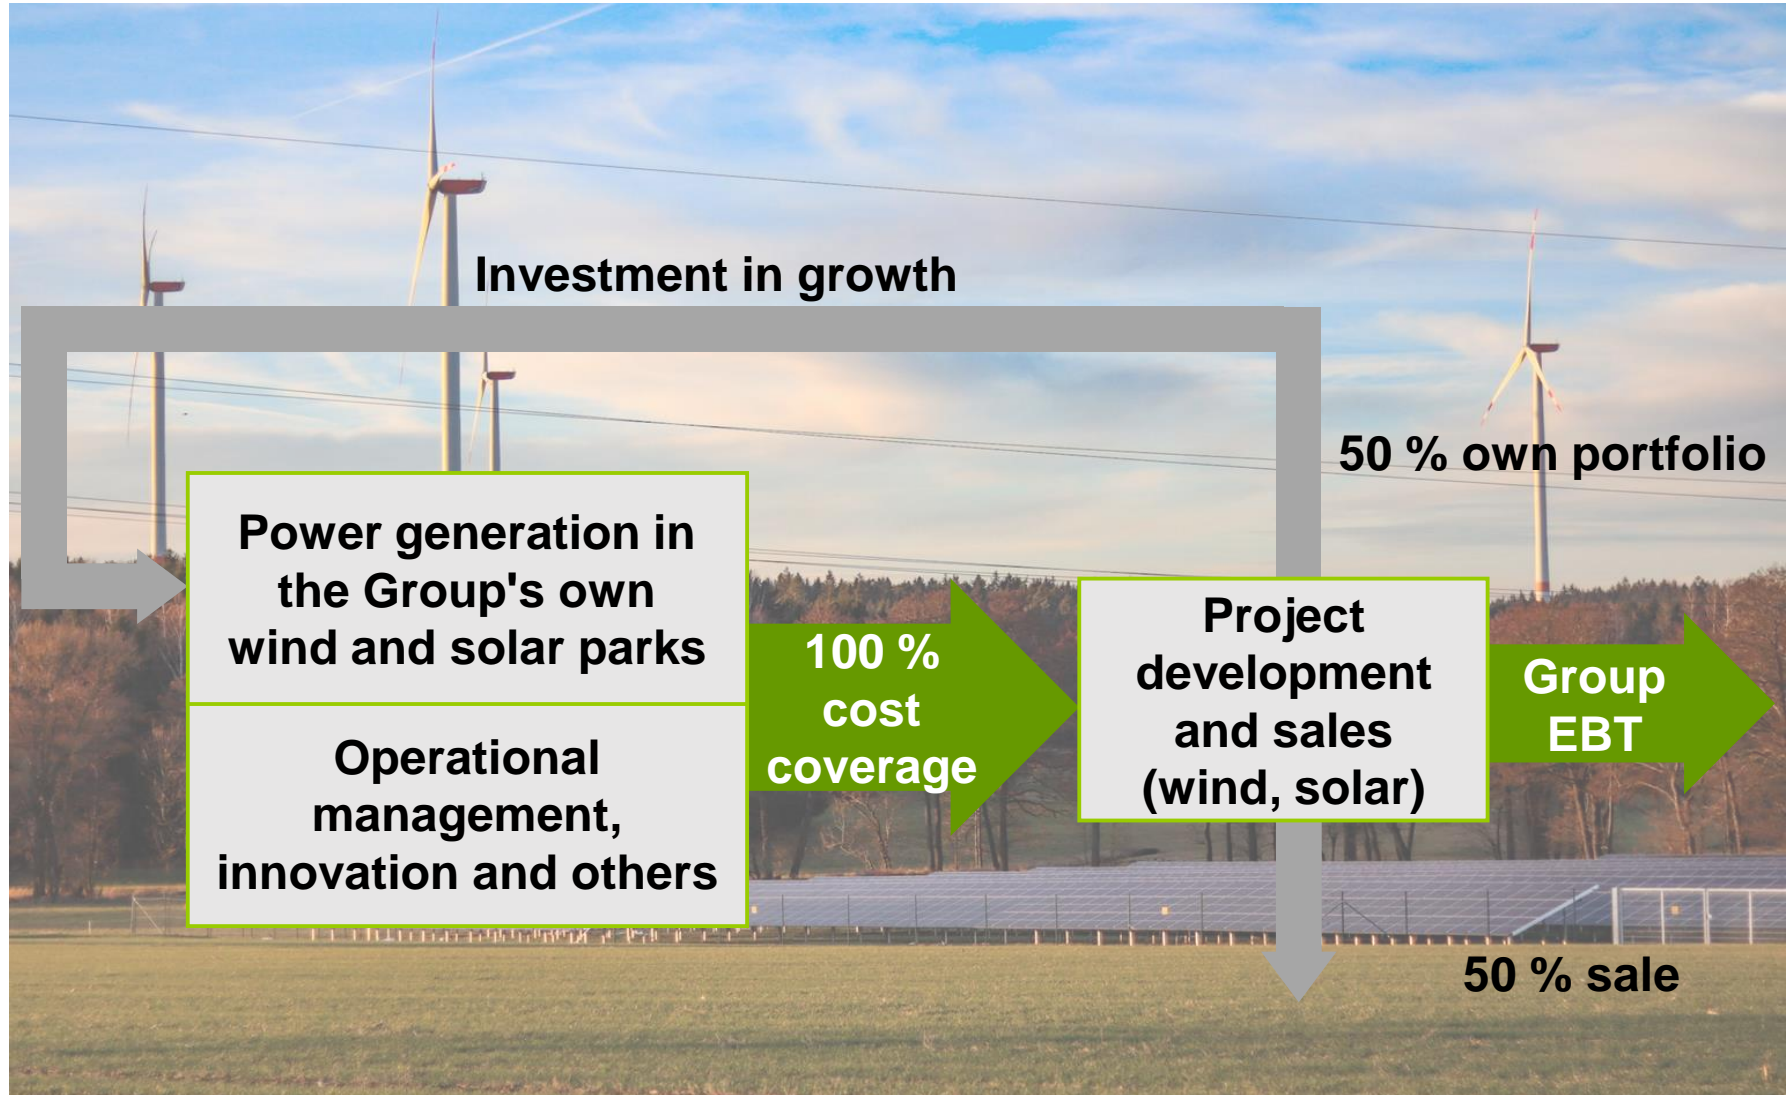 Investment in growth
50 % own portfolio
Power generation in
the Group's own
wind and solar parks
Operational
management,
innovation and others
100 %
cost
coverage
Project
development
and sales
(wind, solar)
Group
EBT
50 % sale